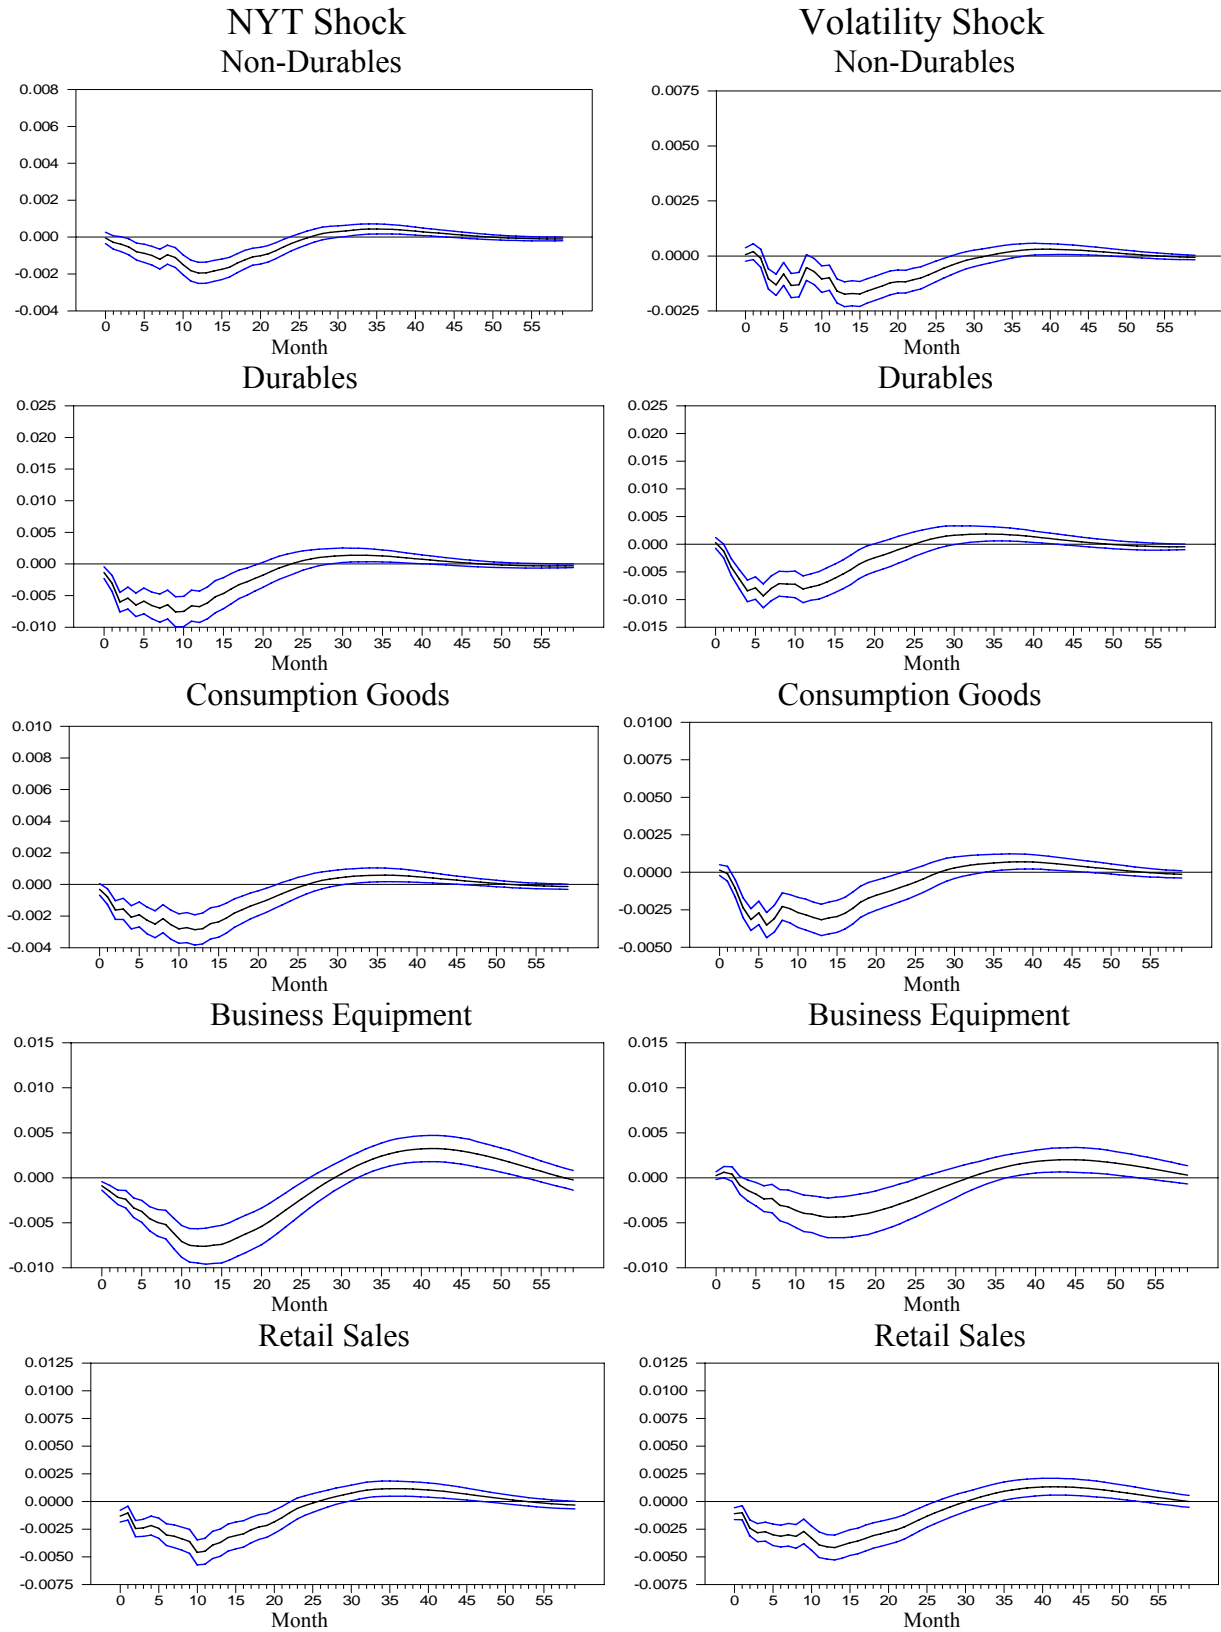 NYT Shock
Non-Durables
0.008
0.006
0.004
0.002
0.000
-0.002
-0.004
0 5 10 15 20 25 30 35 40 45 50 55
Month
Volatility Shock
Non-Durables
0.0075
0.0050
0.0025
0.0000
-0.0025
0 5 10 15 20 25 30 35 40 45 50 55
Month
Durables
0.025
0.020
0.015
0.010
0.005
0.000
-0.005
-0.010
0 5 10 15 20 25 30 35 40 45 50 55
Month
Durables
0.025
0.020
0.015
0.010
0.005
0.000
-0.005
-0.010
-0.015
0 5 10 15 20 25 30 35 40 45 50 55
Month
Consumption Goods
0.010
0.008
0.006
0.004
0.002
0.000
-0.002
-0.004
0 5 10 15 20 25 30 35 40 45 50 55
Month
Consumption Goods
0.0100
0.0075
0.0050
0.0025
0.0000
-0.0025
-0.0050
0 5 10 15 20 25 30 35 40 45 50 55
Month
Business Equipment
0.015
0.010
0.005
0.000
-0.005
-0.010
0 5 10 15 20 25 30 35 40 45 50 55
Month
Business Equipment
0.015
0.010
0.005
0.000
-0.005
-0.010
0 5 10 15 20 25 30 35 40 45 50 55
Month
Retail Sales
0.0125
0.0100
0.0075
0.0050
0.0025
0.0000
-0.0025
-0.0050
-0.0075
0 5 10 15 20 25 30 35 40 45 50 55
Month
Retail Sales
0.0125
0.0100
0.0075
0.0050
0.0025
0.0000
-0.0025
-0.0050
-0.0075
0 5 10 15 20 25 30 35 40 45 50 55
Month